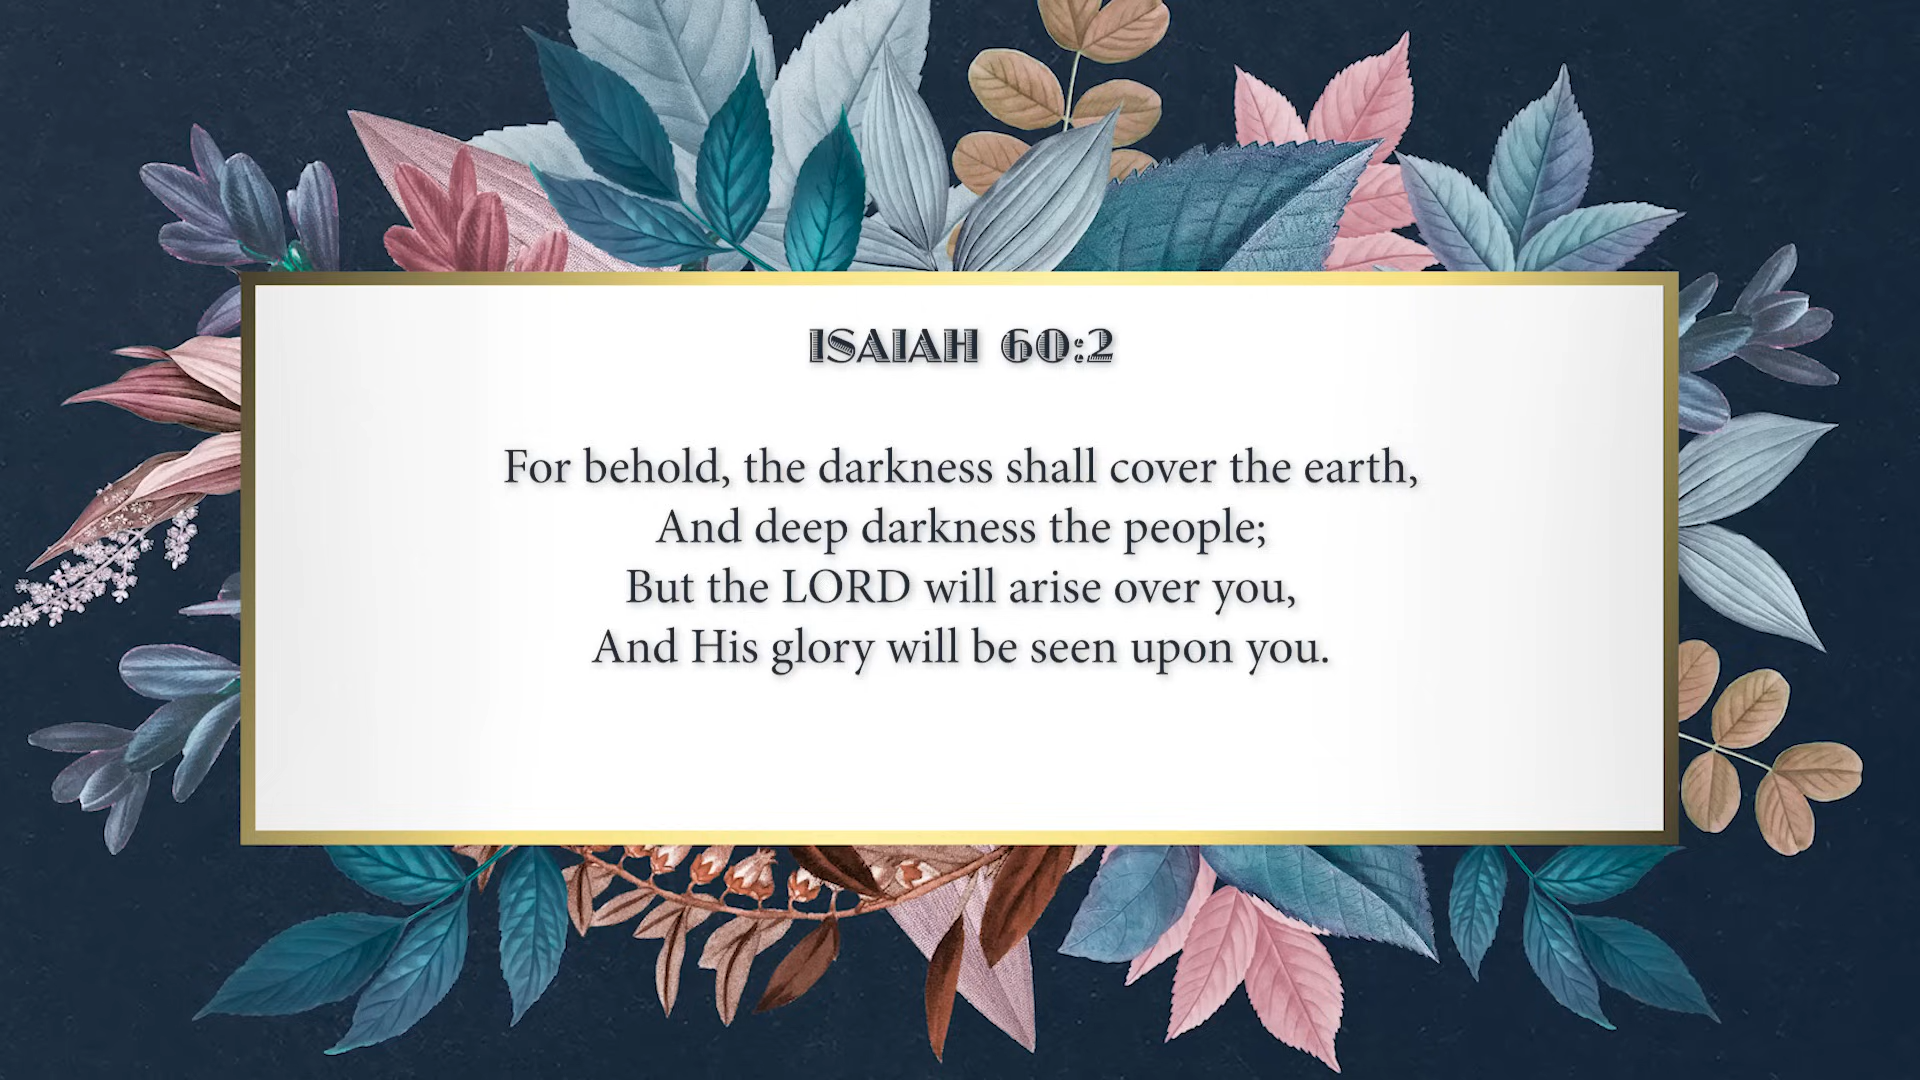 ISAIAH 60:2
For behold, the darkness shall cover the earth,
And deep darkness the people;
But the LORD will arise over you,
And His glory will be seen upon you.